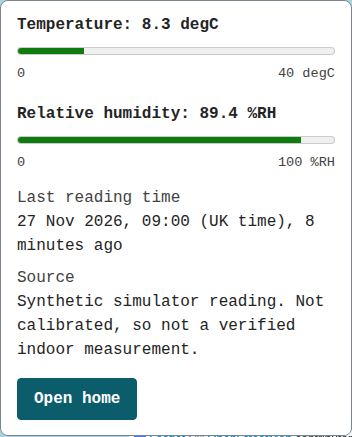 Temperature: 8.3 degC
0 40 degC
Relative humidity: 89.4 %RH
0 100 %RH
Last reading time
27 Nov 2026, 09:00 (UK time), 8
minutes ago
Source
Synthetic simulator reading. Not
calibrated, so not a verified
indoor measurement.
Open home